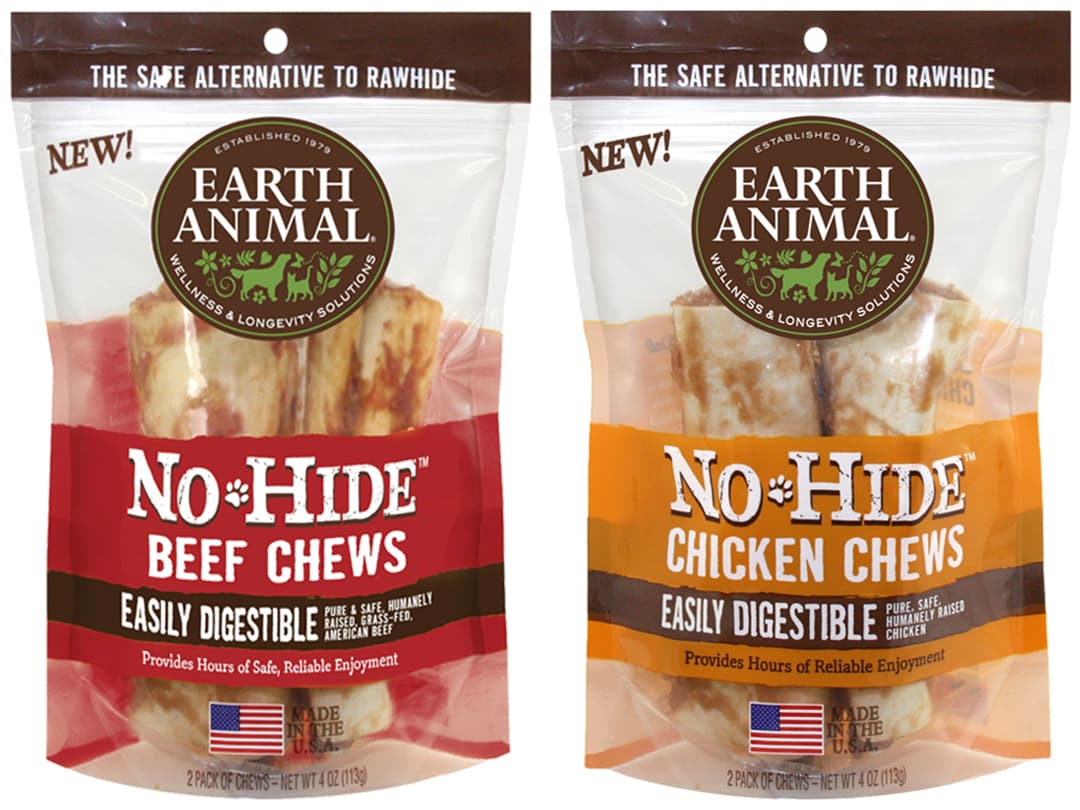 THE SAFE ALTERNATIVE TO RAWHIDE
NEW!
ESTABLISHED 1979
EARTH
ANIMAL®
WELLNESS & LONGEVITY SOLUTIONS
NO HIDE™
BEEF CHEWS
EASILY DIGESTIBLE
PURE & SAFE, HUMANELY
RAISED, GRASS-FED,
AMERICAN BEEF
Provides Hours of Safe, Reliable Enjoyment
MADE
IN THE
U.S.A.
2 PACK OF CHEWS – NET WT 4 OZ (113g)
THE SAFE ALTERNATIVE TO RAWHIDE
NEW!
ESTABLISHED 1979
EARTH
ANIMAL®
WELLNESS & LONGEVITY SOLUTIONS
NO HIDE™
CHICKEN CHEWS
EASILY DIGESTIBLE
PURE, SAFE,
HUMANELY RAISED
CHICKEN
Provides Hours of Reliable Enjoyment
MADE
IN THE
U.S.A.
2 PACK OF CHEWS – NET WT 4 OZ (113g)